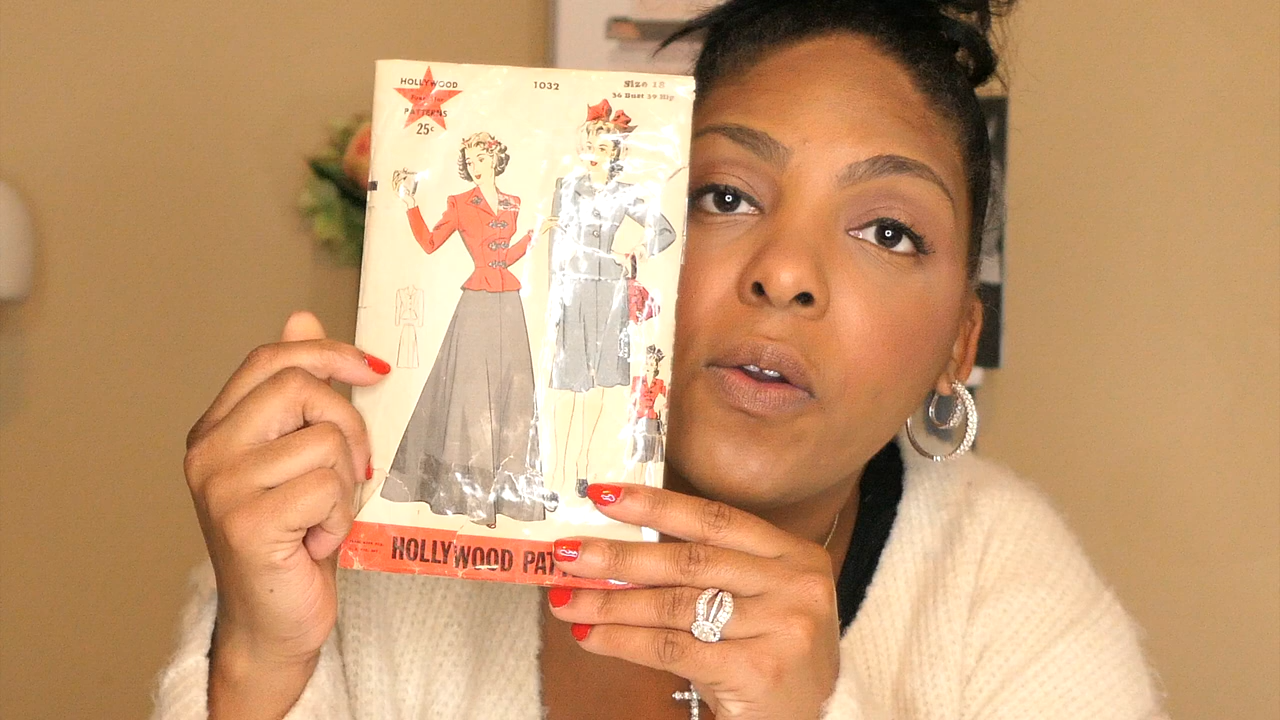 HOLLYWOOD
PATTERNS
25¢
1032
Size 18
36 Bust 39 Hip
HOLLYWOOD PAT